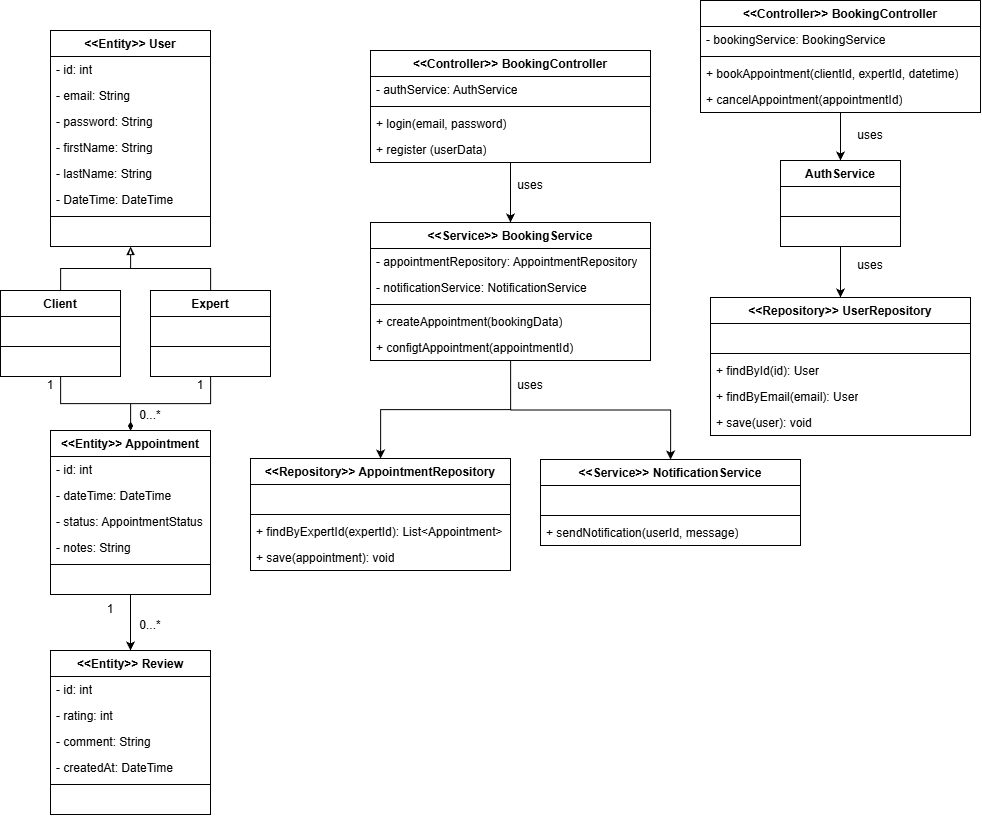 <<Entity>> User
- id: int
- email: String
- password: String
- firstName: String
- lastName: String
- DateTime: DateTime
Client
Expert
1
1
0...*
<<Entity>> Appointment
- id: int
- dateTime: DateTime
- status: AppointmentStatus
- notes: String
1
0...*
<<Entity>> Review
- id: int
- rating: int
- comment: String
- createdAt: DateTime
<<Controller>> BookingController
- authService: AuthService
+ login(email, password)
+ register (userData)
uses
<<Service>> BookingService
- appointmentRepository: AppointmentRepository
- notificationService: NotificationService
+ createAppointment(bookingData)
+ configtAppointment(appointmentId)
uses
<<Repository>> AppointmentRepository
+ findByExpertId(expertId): List<Appointment>
+ save(appointment): void
<<Service>> NotificationService
+ sendNotification(userId, message)
<<Controller>> BookingController
- bookingService: BookingService
+ bookAppointment(clientId, expertId, datetime)
+ cancelAppointment(appointmentId)
uses
AuthService
uses
<<Repository>> UserRepository
+ findById(id): User
+ findByEmail(email): User
+ save(user): void